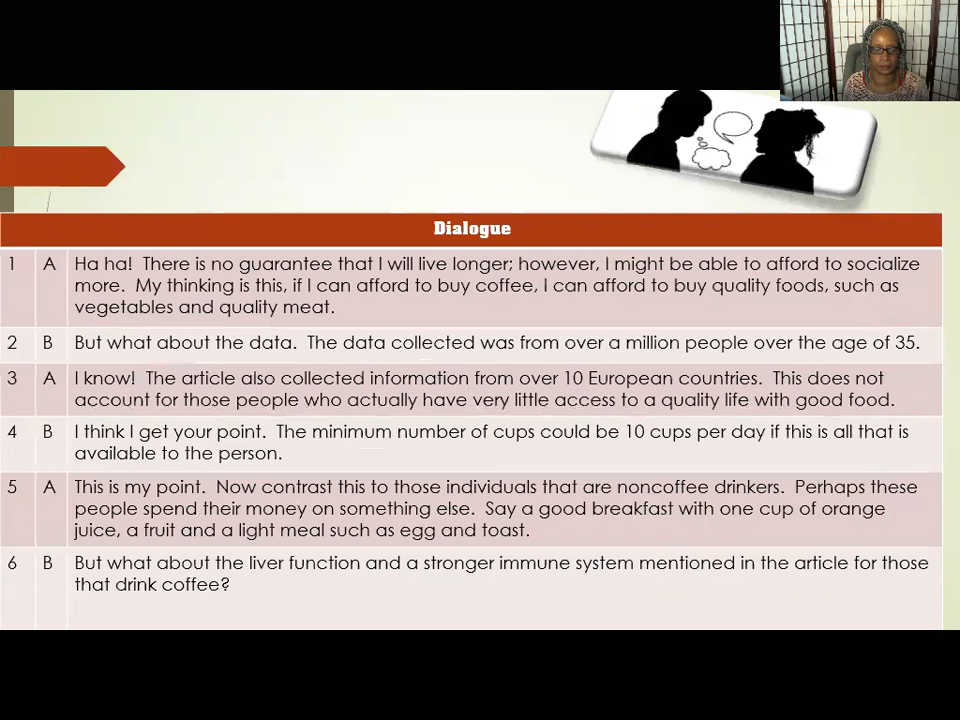 Dialogue
1 A Ha ha! There is no guarantee that I will live longer; however, I might be able to afford to socialize
more. My thinking is this, if I can afford to buy coffee, I can afford to buy quality foods, such as
vegetables and quality meat.
2 B But what about the data. The data collected was from over a million people over the age of 35.
3 A I know! The article also collected information from over 10 European countries. This does not
account for those people who actually have very little access to a quality life with good food.
4 B I think I get your point. The minimum number of cups could be 10 cups per day if this is all that is
available to the person.
5 A This is my point. Now contrast this to those individuals that are noncoffee drinkers. Perhaps these
people spend their money on something else. Say a good breakfast with one cup of orange
juice, a fruit and a light meal such as egg and toast.
6 B But what about the liver function and a stronger immune system mentioned in the article for those
that drink coffee?